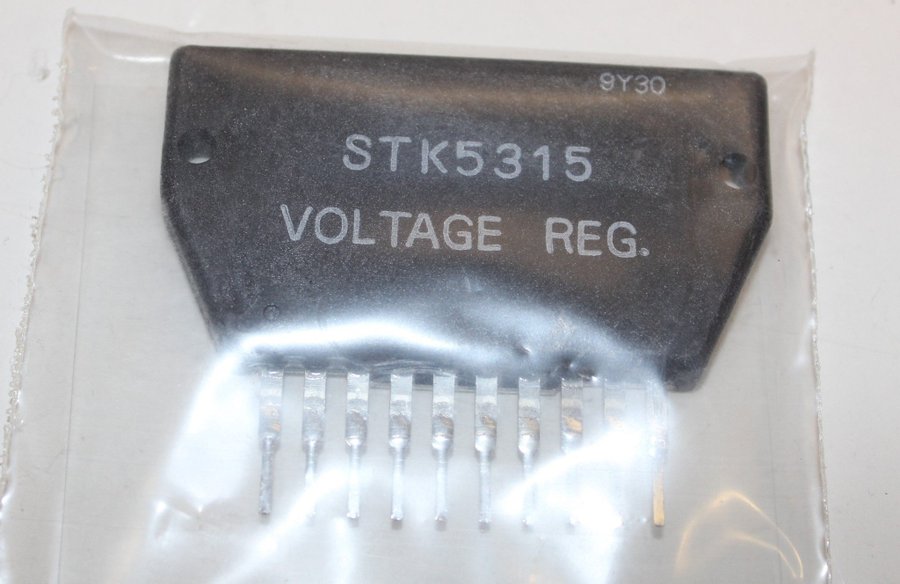 9Y30
STK5315
VOLTAGE REG.